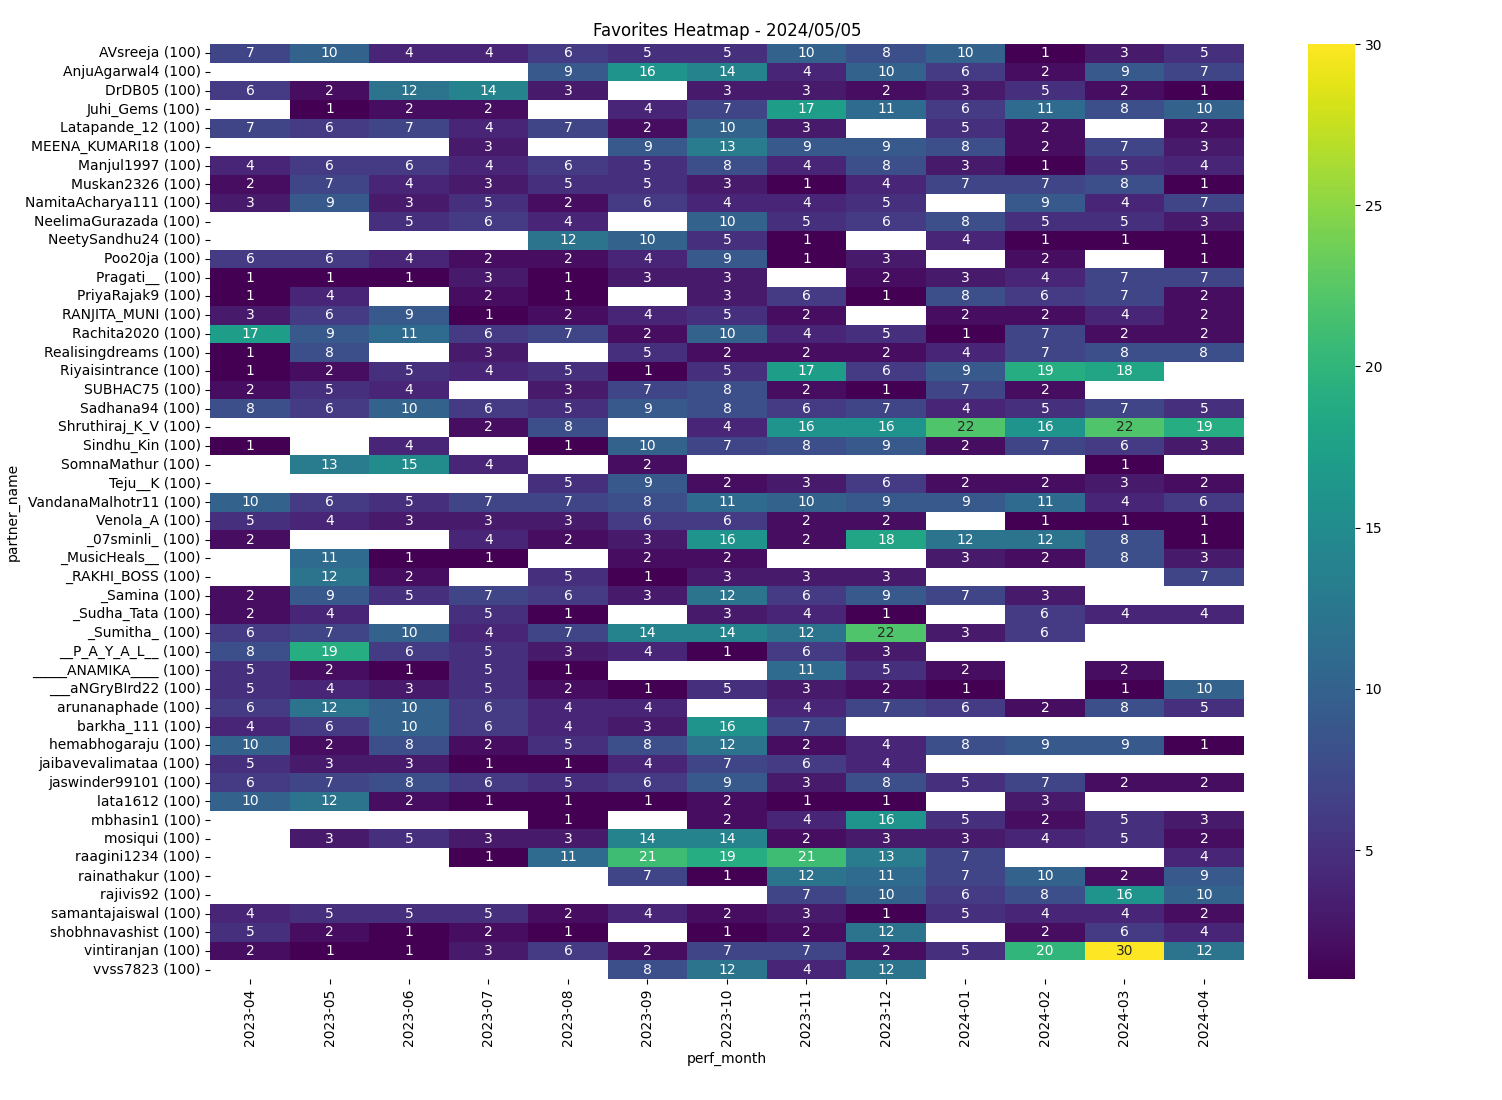 Favorites Heatmap - 2024/05/05
AVsreeja (100) 7 10 4 4 6 5 5 10 8 10 1 3 5
AnjuAgarwal4 (100) 9 16 14 4 10 6 2 9 7
DrDB05 (100) 6 2 12 14 3 3 3 2 3 5 2 1
Juhi_Gems (100) 1 2 2 4 7 17 11 6 11 8 10
Latapande_12 (100) 7 6 7 4 7 2 10 3 5 2 2
MEENA_KUMARI18 (100) 3 9 13 9 9 8 2 7 3
Manjul1997 (100) 4 6 6 4 6 5 8 4 8 3 1 5 4
Muskan2326 (100) 2 7 4 3 5 5 3 1 4 7 7 8 1
NamitaAcharya111 (100) 3 9 3 5 2 6 4 4 5 9 4 7
NeelimaGurazada (100) 5 6 4 10 5 6 8 5 5 3
NeetySandhu24 (100) 12 10 5 1 4 1 1 1
Poo20ja (100) 6 6 4 2 2 4 9 1 3 2 1
Pragati__ (100) 1 1 1 3 1 3 3 2 3 4 7 7
PriyaRajak9 (100) 1 4 2 1 3 6 1 8 6 7 2
RANJITA_MUNI (100) 3 6 9 1 2 4 5 2 2 2 4 2
Rachita2020 (100) 17 9 11 6 7 2 10 4 5 1 7 2 2
Realisingdreams (100) 1 8 3 5 2 2 2 4 7 8 8
Riyaisintrance (100) 1 2 5 4 5 1 5 17 6 9 19 18
SUBHAC75 (100) 2 5 4 3 7 8 2 1 7 2
Sadhana94 (100) 8 6 10 6 5 9 8 6 7 4 5 7 5
Shruthiraj_K_V (100) 2 8 4 16 16 22 16 22 19
Sindhu_Kin (100) 1 4 1 10 7 8 9 2 7 6 3
SomnaMathur (100) 13 15 4 2 1
Teju__K (100) 5 9 2 3 6 2 2 3 2
VandanaMalhotr11 (100) 10 6 5 7 7 8 11 10 9 9 11 4 6
Venola_A (100) 5 4 3 3 3 6 6 2 2 1 1 1
_07sminli_ (100) 2 4 2 3 16 2 18 12 12 8 1
_MusicHeals__ (100) 11 1 1 2 2 3 2 8 3
_RAKHI_BOSS (100) 12 2 5 1 3 3 3 7
_Samina (100) 2 9 5 7 6 3 12 6 9 7 3
_Sudha_Tata (100) 2 4 5 1 3 4 1 6 4 4
_Sumitha_ (100) 6 7 10 4 7 14 14 12 22 3 6
__P_A_Y_A_L__ (100) 8 19 6 5 3 4 1 6 3
_____ANAMIKA____ (100) 5 2 1 5 1 11 5 2 2
___aNGryBIrd22 (100) 5 4 3 5 2 1 5 3 2 1 1 10
arunanaphade (100) 6 12 10 6 4 4 4 7 6 2 8 5
barkha_111 (100) 4 6 10 6 4 3 16 7
hemabhogaraju (100) 10 2 8 2 5 8 12 2 4 8 9 9 1
jaibavevalimataa (100) 5 3 3 1 1 4 7 6 4
jaswinder99101 (100) 6 7 8 6 5 6 9 3 8 5 7 2 2
lata1612 (100) 10 12 2 1 1 1 2 1 1 3
mbhasin1 (100) 1 2 4 16 5 2 5 3
mosiqui (100) 3 5 3 3 14 14 2 3 3 4 5 2
raagini1234 (100) 1 11 21 19 21 13 7 4
rainathakur (100) 7 1 12 11 7 10 2 9
rajivis92 (100) 7 10 6 8 16 10
samantajaiswal (100) 4 5 5 5 2 4 2 3 1 5 4 4 2
shobhnavashist (100) 5 2 1 2 1 1 2 12 2 6 4
vintiranjan (100) 2 1 1 3 6 2 7 7 2 5 20 30 12
vvss7823 (100) 8 12 4 12
partner_name
2023-04 2023-05 2023-06 2023-07 2023-08 2023-09 2023-10 2023-11 2023-12 2024-01 2024-02 2024-03 2024-04
perf_month
30
25
20
15
10
5